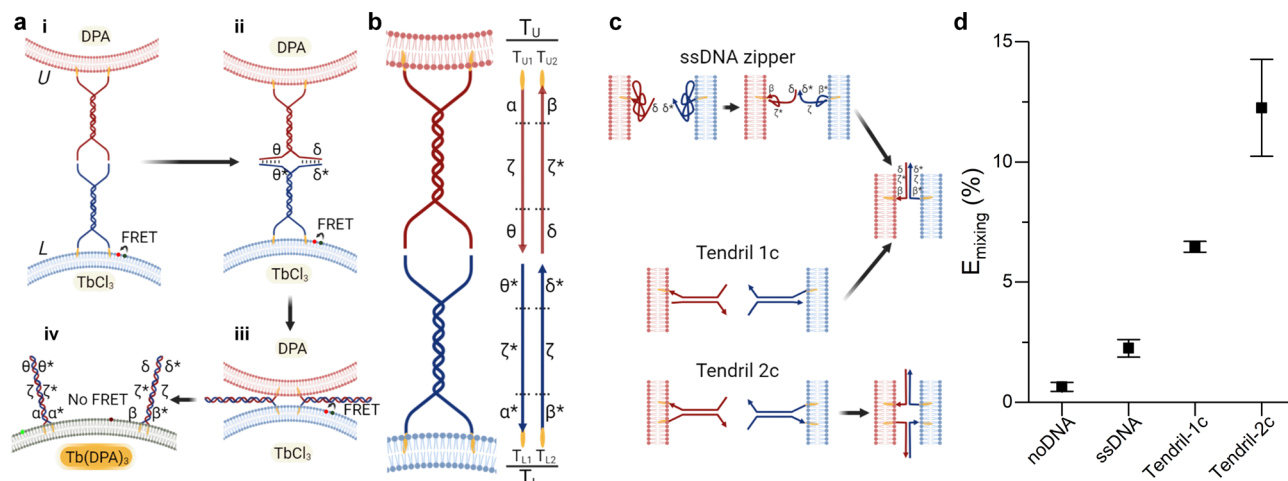 a
i
ii
DPA
DPA
U
θ
δ
θ*
δ*
L
FRET
FRET
TbCl₃
TbCl₃
iv
iii
DPA
θ
θ*
δ
δ*
ζ
ζ*
No FRET
ζ*
ζ
α
α*
β
β*
FRET
Tb(DPA)₃
TbCl₃
b
T_U
T_U1
T_U2
α
β
ζ
ζ*
θ
δ
θ*
δ*
ζ*
ζ
α*
β*
T_L1
T_L2
c
ssDNA zipper
δ
δ*
β
ζ*
δ
δ*
β*
ζ
δ
δ*
ζ*
ζ
β
β*
Tendril 1c
Tendril 2c
d
E_mixing (%)
15
10
5
0
noDNA
ssDNA
Tendril-1c
Tendril-2c